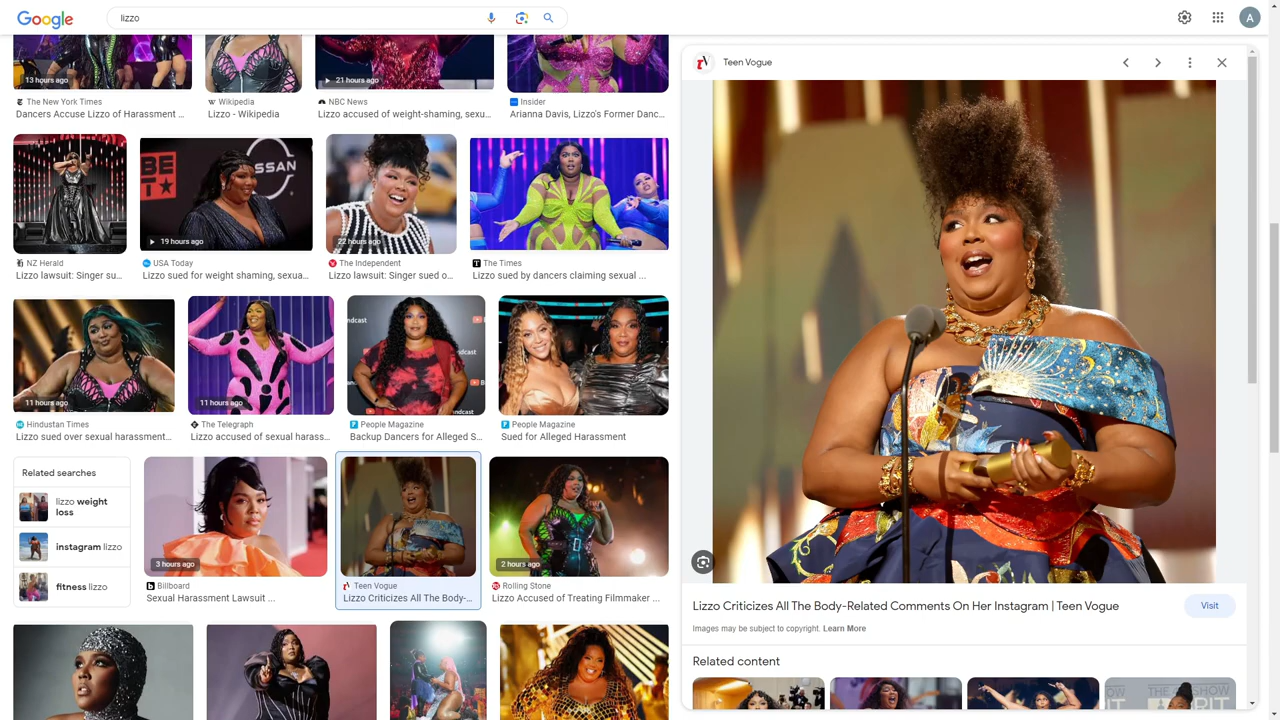 Google
lizzo
A
13 hours ago
The New York Times
Dancers Accuse Lizzo of Harassment ...
Wikipedia
Lizzo - Wikipedia
21 hours ago
NBC News
Lizzo accused of weight-shaming, sexu...
Insider
Arianna Davis, Lizzo's Former Danc...
NZ Herald
Lizzo lawsuit: Singer su...
BE
T
NISSAN
19 hours ago
USA Today
Lizzo sued for weight shaming, sexua...
22 hours ago
The Independent
Lizzo lawsuit: Singer sued o...
The Times
Lizzo sued by dancers claiming sexual ...
11 hours ago
Hindustan Times
Lizzo sued over sexual harassment...
11 hours ago
The Telegraph
Lizzo accused of sexual harass...
ndcast
dcast
ndcast
People Magazine
Backup Dancers for Alleged S...
People Magazine
Sued for Alleged Harassment
Related searches
lizzo weight
loss
instagram lizzo
fitness lizzo
3 hours ago
Billboard
Sexual Harassment Lawsuit ...
Teen Vogue
Lizzo Criticizes All The Body-...
2 hours ago
Rolling Stone
Lizzo Accused of Treating Filmmaker ...
Teen Vogue
Lizzo Criticizes All The Body-Related Comments On Her Instagram | Teen Vogue
Visit
Images may be subject to copyright. Learn More
Related content